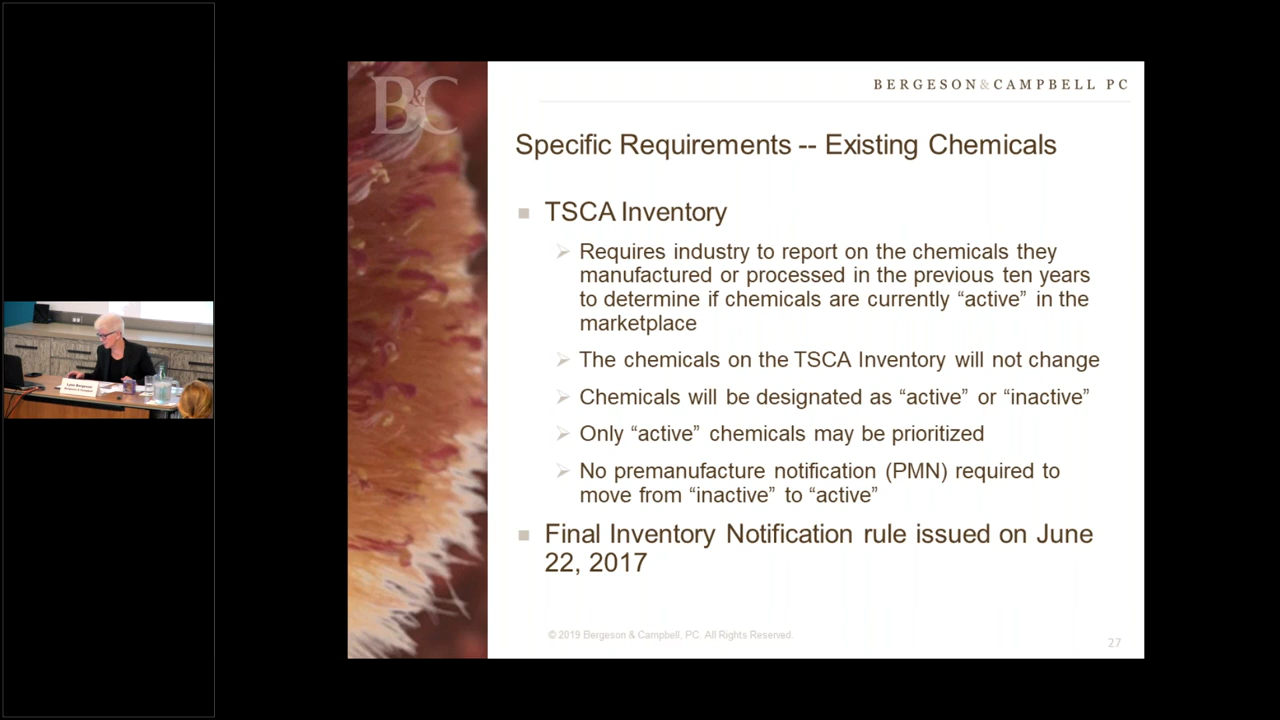 B&C
BERGESON&CAMPBELL PC
Specific Requirements -- Existing Chemicals
TSCA Inventory
Requires industry to report on the chemicals they
manufactured or processed in the previous ten years
to determine if chemicals are currently “active” in the
marketplace
The chemicals on the TSCA Inventory will not change
Chemicals will be designated as “active” or “inactive”
Only “active” chemicals may be prioritized
No premanufacture notification (PMN) required to
move from “inactive” to “active”
Final Inventory Notification rule issued on June
22, 2017
© 2019 Bergeson & Campbell, PC. All Rights Reserved.
27
Lynn Bergeson
Bergeson & Campbell